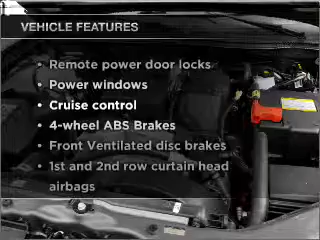 VEHICLE FEATURES
• Remote power door locks
• Power windows
• Cruise control
• 4-wheel ABS Brakes
• Front Ventilated disc brakes
• 1st and 2nd row curtain head
airbags